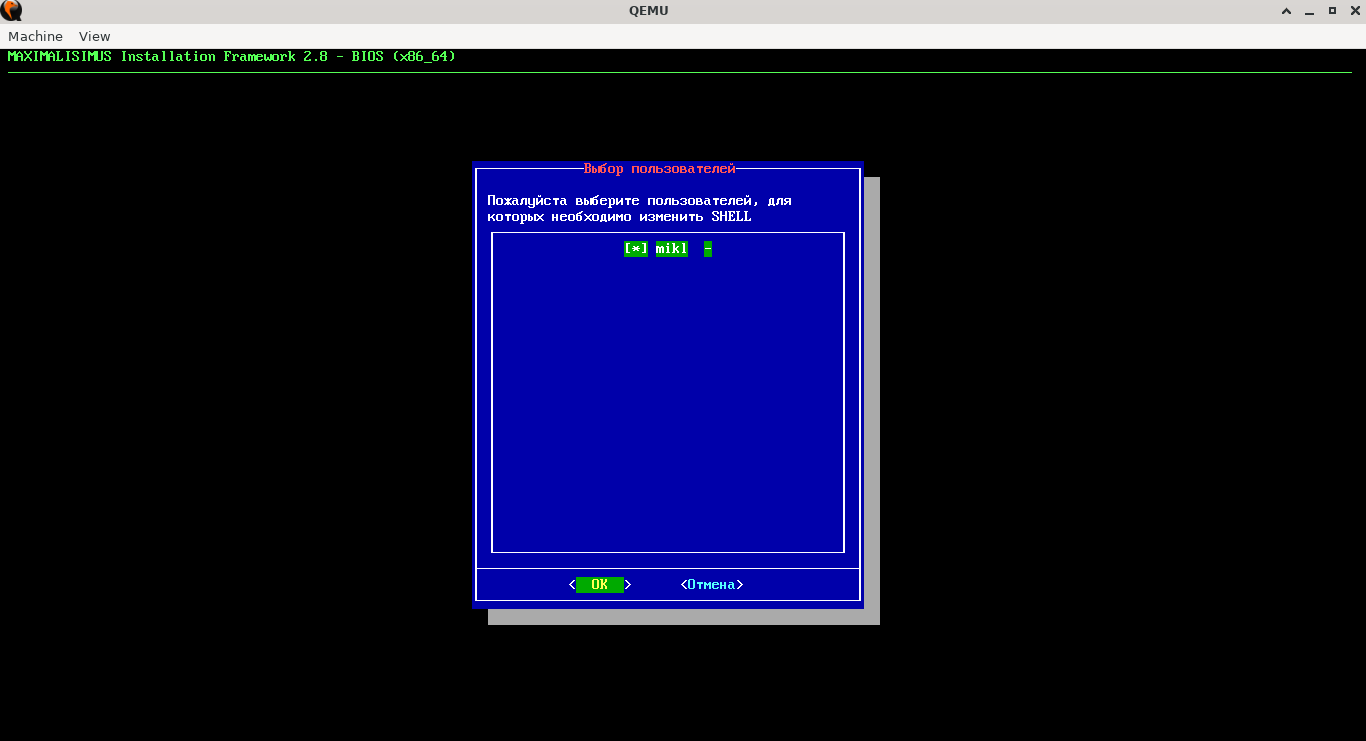 QEMU
Machine View
MAXIMALISIMUS Installation Framework 2.8 - BIOS (x86_64)
Выбор пользователей
Пожалуйста выберите пользователей, для
которых необходимо изменить SHELL
[*] mikl -
< OK > <Отмена>